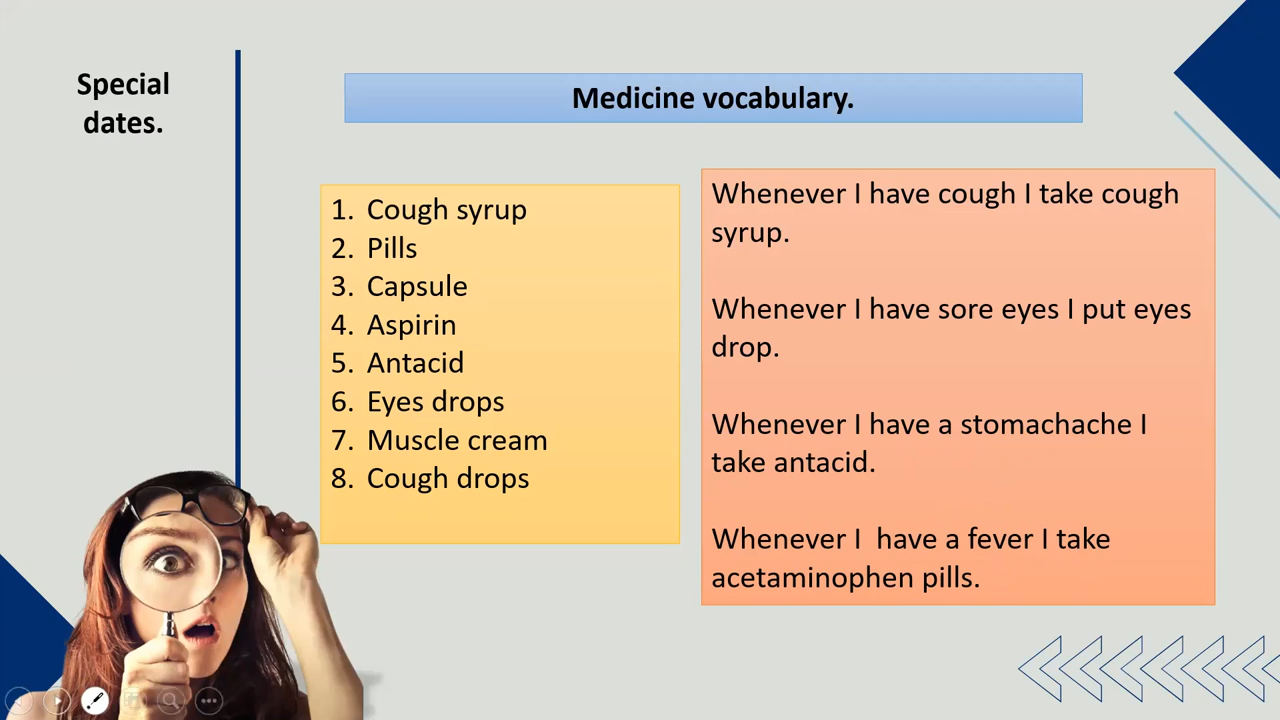 Special
dates.
Medicine vocabulary.
1. Cough syrup
2. Pills
3. Capsule
4. Aspirin
5. Antacid
6. Eyes drops
7. Muscle cream
8. Cough drops
Whenever I have cough I take cough
syrup.
Whenever I have sore eyes I put eyes
drop.
Whenever I have a stomachache I
take antacid.
Whenever I  have a fever I take
acetaminophen pills.